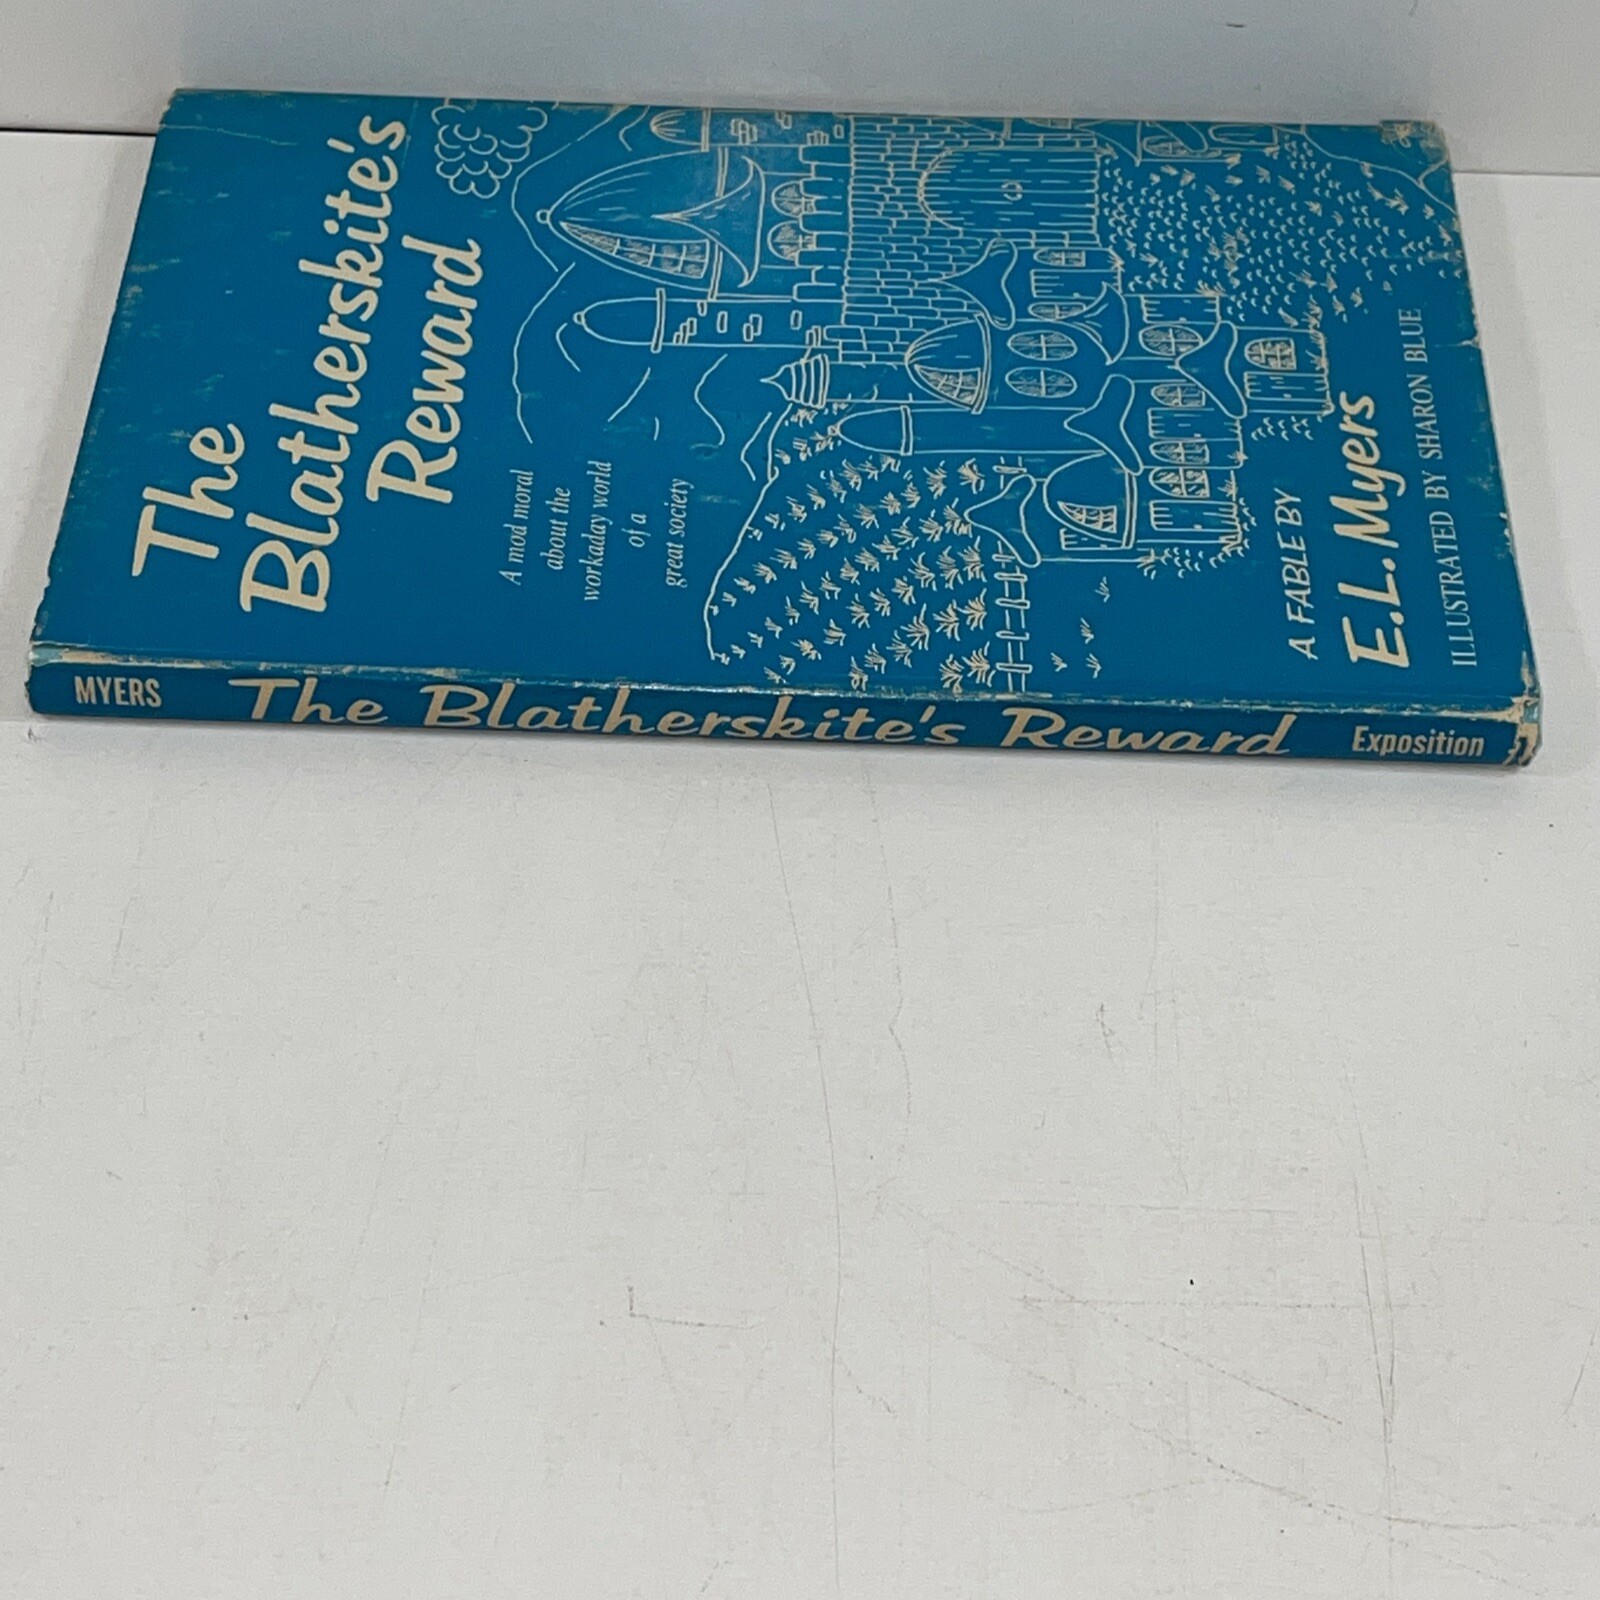 The
Blatherskite's
Reward
A mod moral
about the
workaday world
of a
great society
A FABLE BY
E.L. Myers
ILLUSTRATED BY SHARON BLUE
MYERS The Blatherskite's Reward Exposition